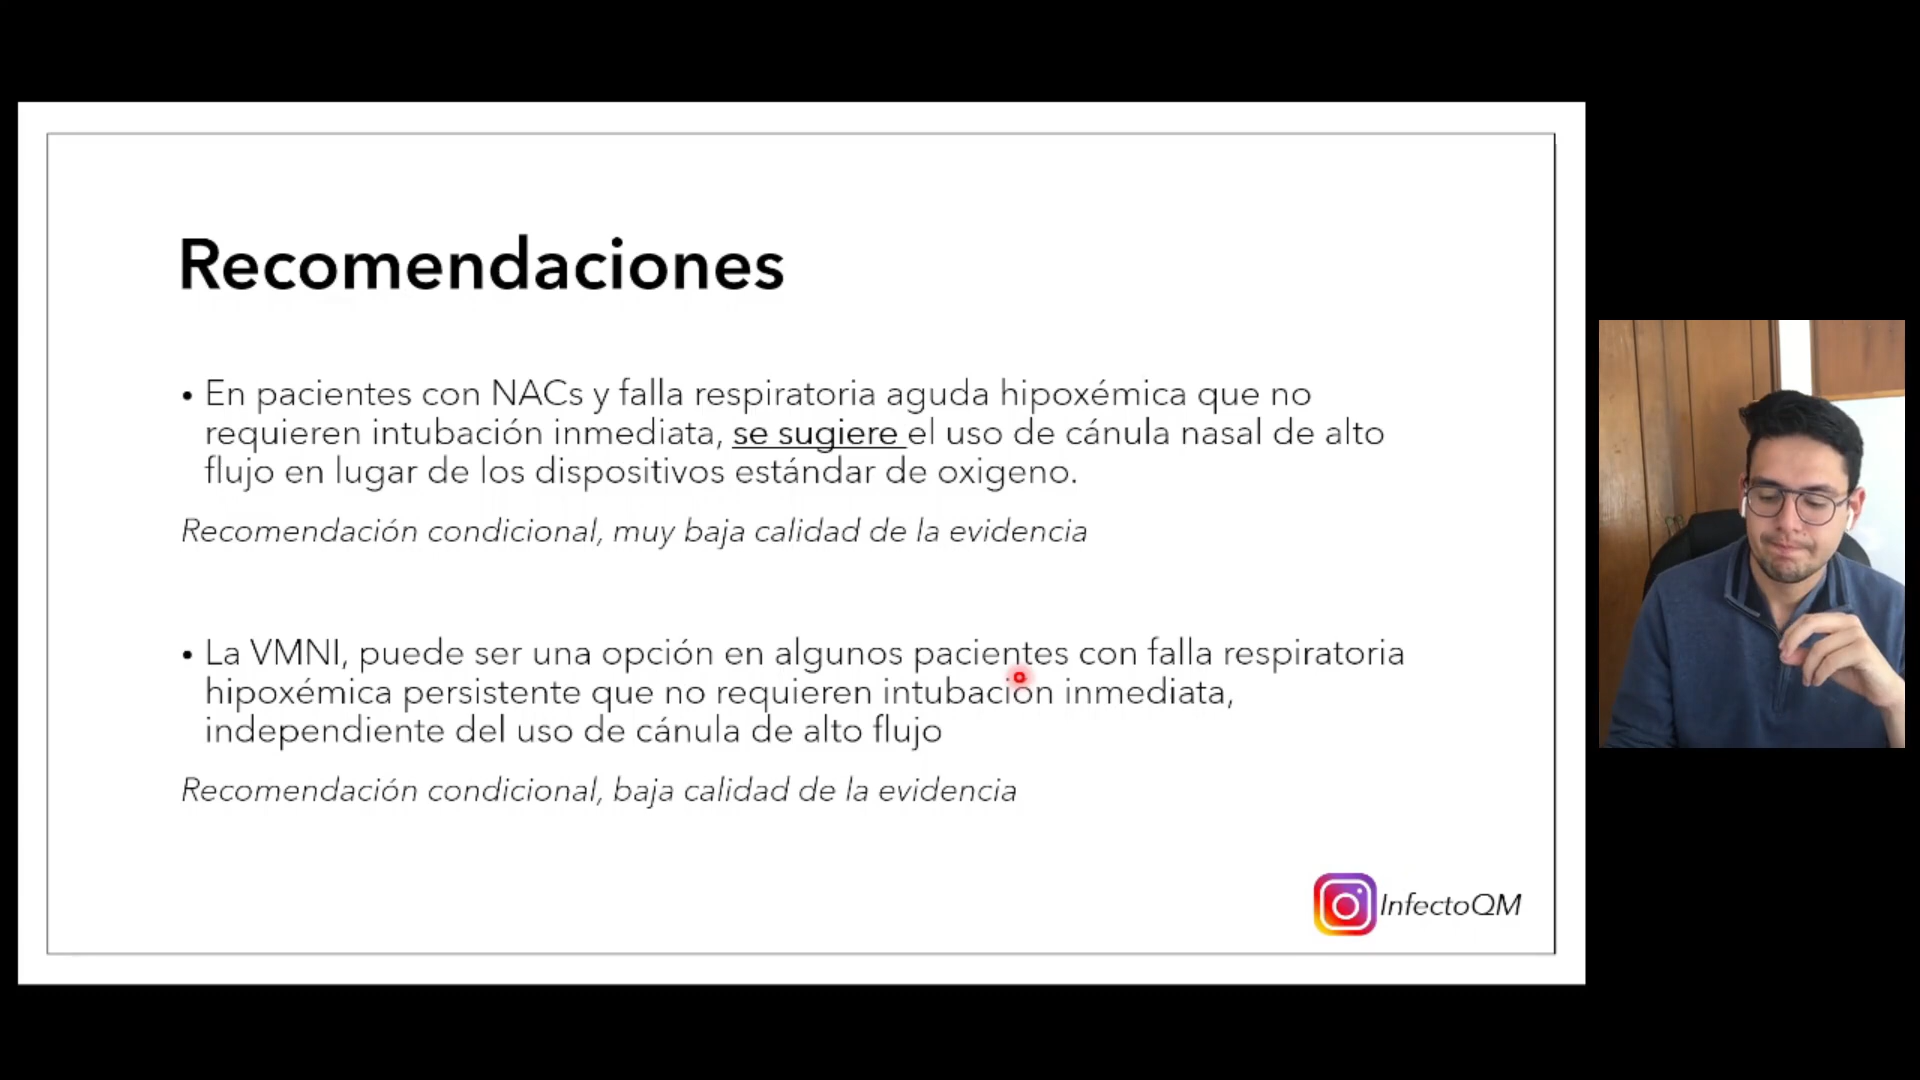 Recomendaciones
• En pacientes con NACs y falla respiratoria aguda hipoxémica que no
requieren intubación inmediata, se sugiere el uso de cánula nasal de alto
flujo en lugar de los dispositivos estándar de oxigeno.
Recomendación condicional, muy baja calidad de la evidencia
• La VMNI, puede ser una opción en algunos pacientes con falla respiratoria
hipoxémica persistente que no requieren intubación inmediata,
independiente del uso de cánula de alto flujo
Recomendación condicional, baja calidad de la evidencia
InfectoQM